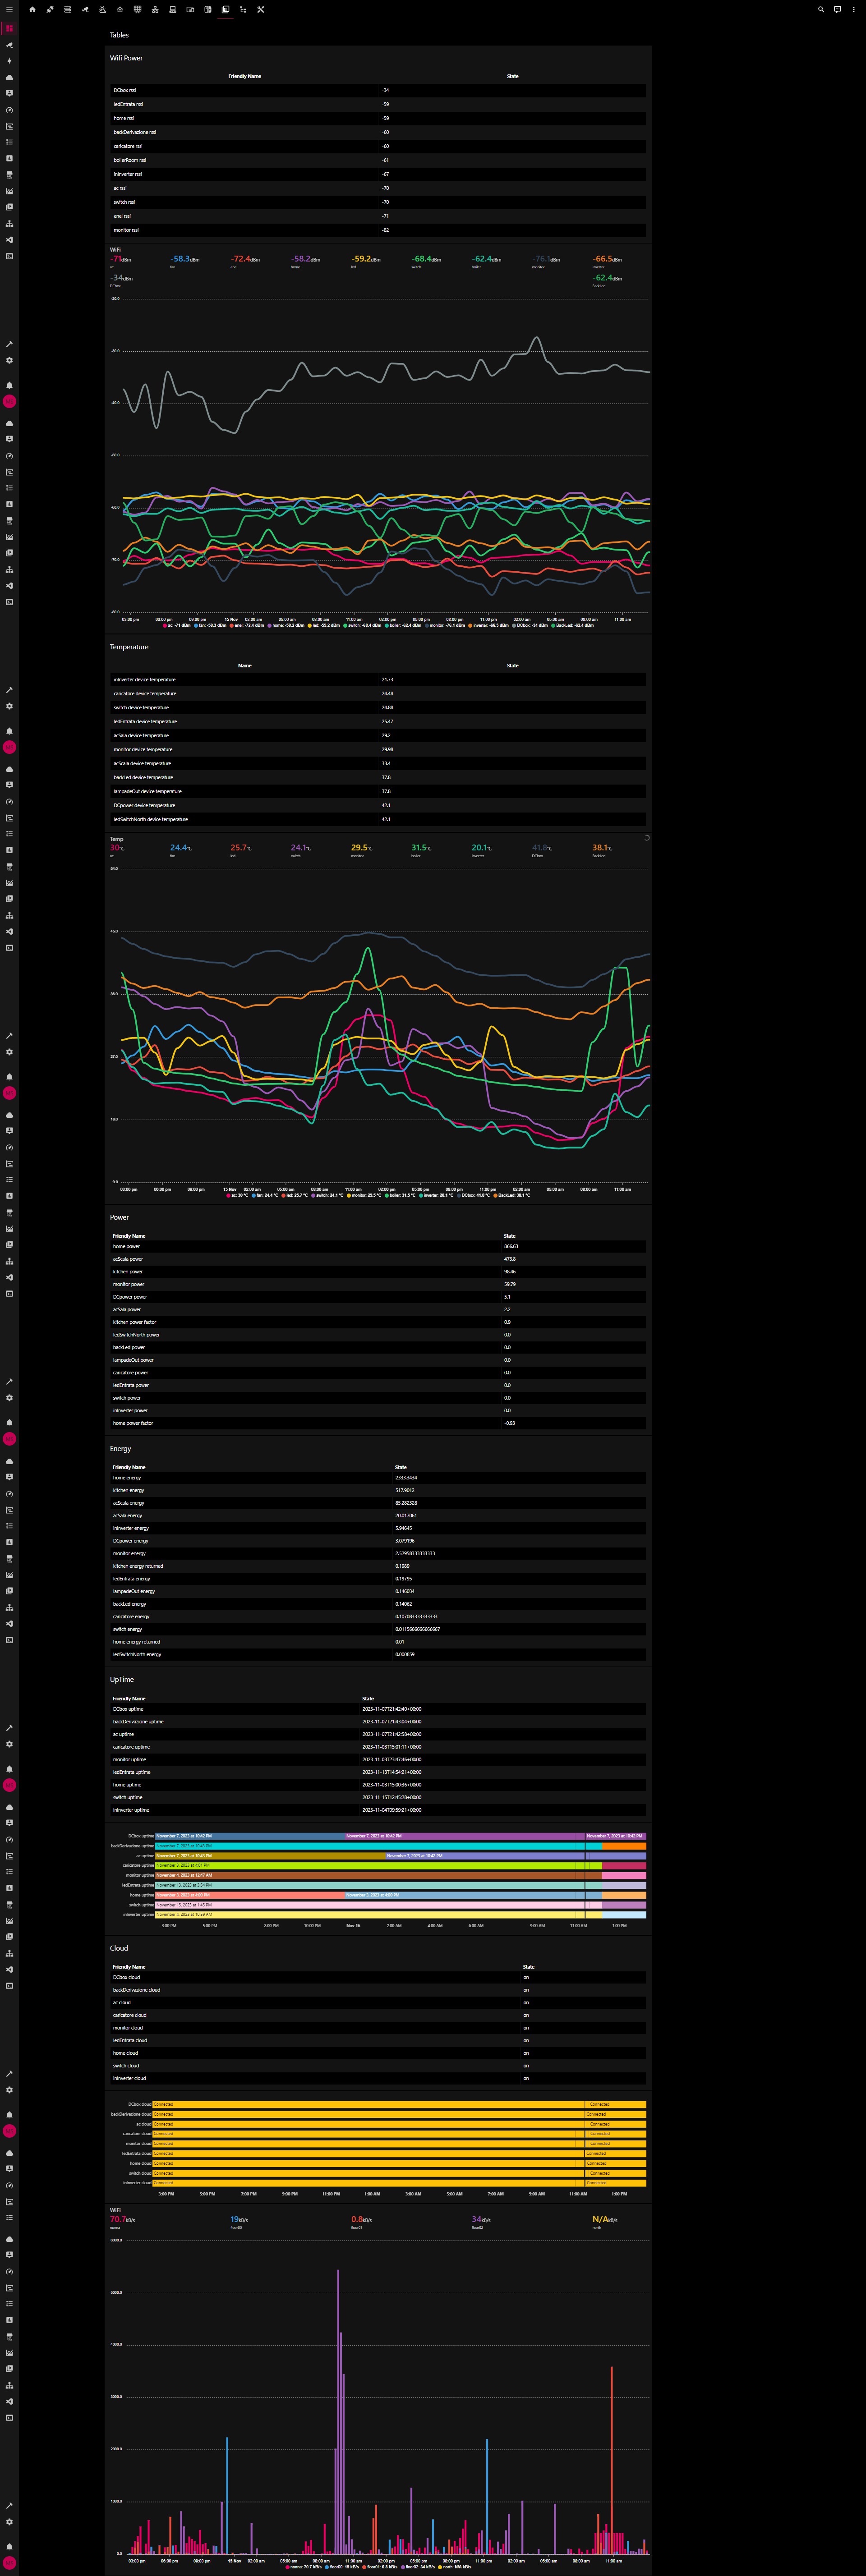 Tables
Wifi Power
Friendly Name State
DCbox rssi -34
ledEntrata rssi -59
home rssi -59
backDerivazione rssi -60
caricatore rssi -60
boilerRoom rssi -61
inInverter rssi -67
ac rssi -70
switch rssi -70
enel rssi -71
monitor rssi -82
WiFi
-71dBm -58.3dBm -72.4dBm -58.2dBm -59.2dBm -68.4dBm -62.4dBm -76.1dBm -66.5dBm
ac fan enel home led switch boiler monitor inverter
-34dBm -62.4dBm
DCbox BackLed
-20.0
-30.0
-40.0
-50.0
-60.0
-70.0
-80.0
03:00 pm 06:00 pm 09:00 pm 15 Nov 02:00 am 05:00 am 08:00 am 11:00 am 02:00 pm 05:00 pm 08:00 pm 11:00 pm 02:00 am 05:00 am 08:00 am 11:00 am
ac: -71 dBm fan: -58.3 dBm enel: -72.4 dBm home: -58.2 dBm led: -59.2 dBm switch: -68.4 dBm boiler: -62.4 dBm monitor: -76.1 dBm inverter: -66.5 dBm DCbox: -34 dBm BackLed: -62.4 dBm
Temperature
Name State
inInverter device temperature 21.73
caricatore device temperature 24.48
switch device temperature 24.88
ledEntrata device temperature 25.47
acSala device temperature 29.2
monitor device temperature 29.98
acScala device temperature 33.4
backLed device temperature 37.8
lampadeOut device temperature 37.8
DCpower device temperature 42.1
ledSwitchNorth device temperature 42.1
Temp
30°C 24.4°C 25.7°C 24.1°C 29.5°C 31.5°C 20.1°C 41.8°C 38.1°C
ac fan led switch monitor boiler inverter DCbox BackLed
54.0
45.0
36.0
27.0
18.0
9.0
03:00 pm 06:00 pm 09:00 pm 15 Nov 02:00 am 05:00 am 08:00 am 11:00 am 02:00 pm 05:00 pm 08:00 pm 11:00 pm 02:00 am 05:00 am 08:00 am 11:00 am
ac: 30 °C fan: 24.4 °C led: 25.7 °C switch: 24.1 °C monitor: 29.5 °C boiler: 31.5 °C inverter: 20.1 °C DCbox: 41.8 °C BackLed: 38.1 °C
Power
Friendly Name State
home power 866.63
acScala power 473.8
kitchen power 98.46
monitor power 59.79
DCpower power 5.1
acSala power 2.2
kitchen power factor 0.9
ledSwitchNorth power 0.0
backLed power 0.0
lampadeOut power 0.0
caricatore power 0.0
ledEntrata power 0.0
switch power 0.0
inInverter power 0.0
home power factor -0.93
Energy
Friendly Name State
home energy 2333.3434
kitchen energy 517.9012
acScala energy 85.282328
acSala energy 20.017061
inInverter energy 5.94645
DCpower energy 3.079196
monitor energy 2.52958333333333
kitchen energy returned 0.1989
ledEntrata energy 0.19795
lampadeOut energy 0.146034
backLed energy 0.14062
caricatore energy 0.107083333333333
switch energy 0.0115666666666667
home energy returned 0.01
ledSwitchNorth energy 0.000859
UpTime
Friendly Name State
DCbox uptime 2023-11-07T21:42:40+00:00
backDerivazione uptime 2023-11-07T21:43:04+00:00
ac uptime 2023-11-07T21:42:58+00:00
caricatore uptime 2023-11-03T15:01:11+00:00
monitor uptime 2023-11-03T23:47:46+00:00
ledEntrata uptime 2023-11-13T14:54:21+00:00
home uptime 2023-11-03T15:00:36+00:00
switch uptime 2023-11-15T12:45:28+00:00
inInverter uptime 2023-11-04T09:59:21+00:00
DCbox uptime November 7, 2023 at 10:42 PM November 7, 2023 at 10:42 PM November 7, 2023 at 10:42 PM
backDerivazione uptime November 7, 2023 at 10:43 PM
ac uptime November 7, 2023 at 10:43 PM November 7, 2023 at 10:42 PM
caricatore uptime November 3, 2023 at 4:01 PM
monitor uptime November 4, 2023 at 12:47 AM
ledEntrata uptime November 13, 2023 at 3:54 PM
home uptime November 3, 2023 at 4:00 PM November 3, 2023 at 4:00 PM
switch uptime November 15, 2023 at 1:45 PM
inInverter uptime November 4, 2023 at 10:59 AM
3:00 PM 5:00 PM 8:00 PM 10:00 PM Nov 16 2:00 AM 4:00 AM 6:00 AM 9:00 AM 11:00 AM 1:00 PM
Cloud
Friendly Name State
DCbox cloud on
backDerivazione cloud on
ac cloud on
caricatore cloud on
monitor cloud on
ledEntrata cloud on
home cloud on
switch cloud on
inInverter cloud on
DCbox cloud Connected Connected
backDerivazione cloud Connected Connected
ac cloud Connected Connected
caricatore cloud Connected Connected
monitor cloud Connected Connected
ledEntrata cloud Connected Connected
home cloud Connected Connected
switch cloud Connected Connected
inInverter cloud Connected Connected
3:00 PM 5:00 PM 7:00 PM 9:00 PM 11:00 PM 1:00 AM 3:00 AM 5:00 AM 7:00 AM 9:00 AM 11:00 AM 1:00 PM
WiFi
70.7kB/s 19kB/s 0.8kB/s 34kB/s N/AkB/s
nonna floor00 floor01 floor02 north
6000.0
5000.0
4000.0
3000.0
2000.0
1000.0
0.0
03:00 pm 06:00 pm 09:00 pm 15 Nov 02:00 am 05:00 am 08:00 am 11:00 am 02:00 pm 05:00 pm 08:00 pm 11:00 pm 02:00 am 05:00 am 08:00 am 11:00 am
nonna: 70.7 kB/s floor00: 19 kB/s floor01: 0.8 kB/s floor02: 34 kB/s north: N/A kB/s